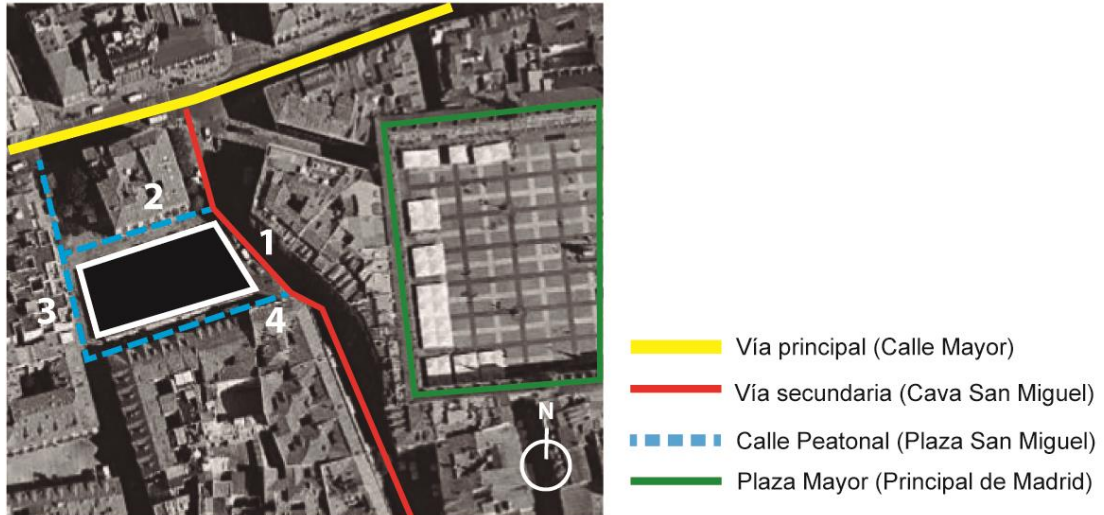 2
1
3
4
N
Vía principal (Calle Mayor)
Vía secundaria (Cava San Miguel)
Calle Peatonal (Plaza San Miguel)
Plaza Mayor (Principal de Madrid)